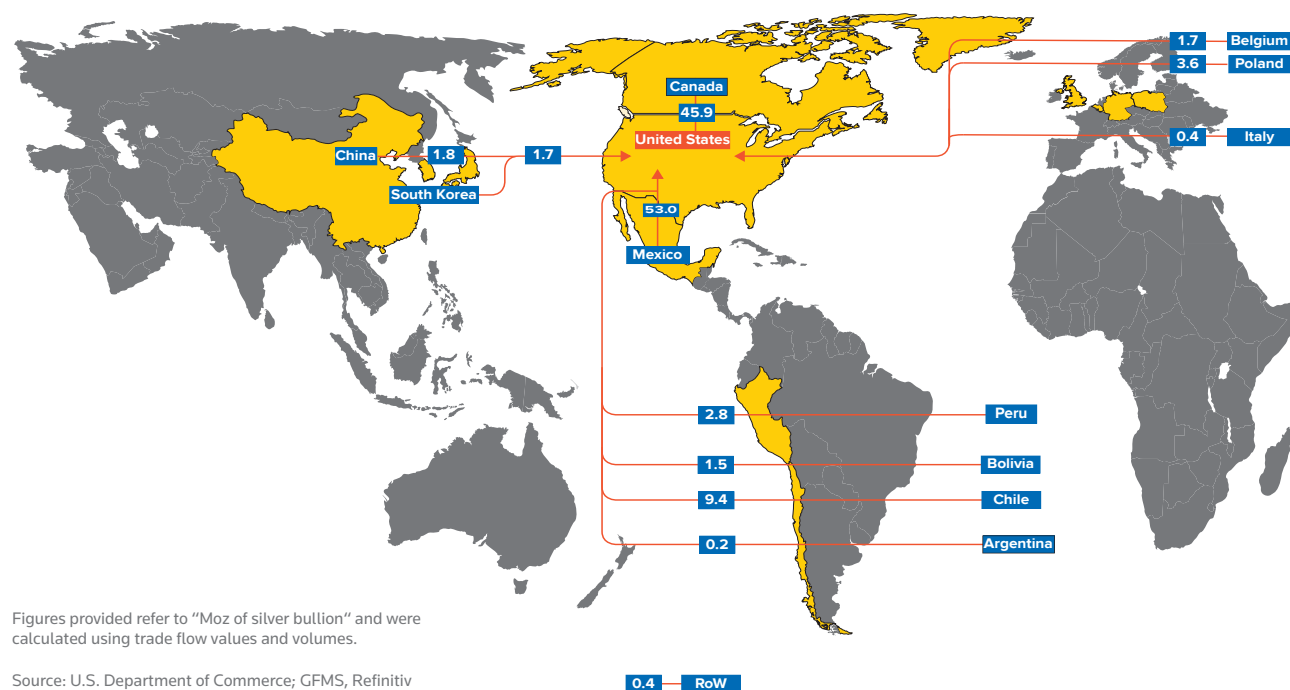 1.7 Belgium
3.6 Poland
Canada
45.9
United States
0.4 Italy
China 1.8 1.7
South Korea
53.0
Mexico
2.8 Peru
1.5 Bolivia
9.4 Chile
0.2 Argentina
Figures provided refer to “Moz of silver bullion“ and were
calculated using trade flow values and volumes.
Source: U.S. Department of Commerce; GFMS, Refinitiv
0.4 RoW